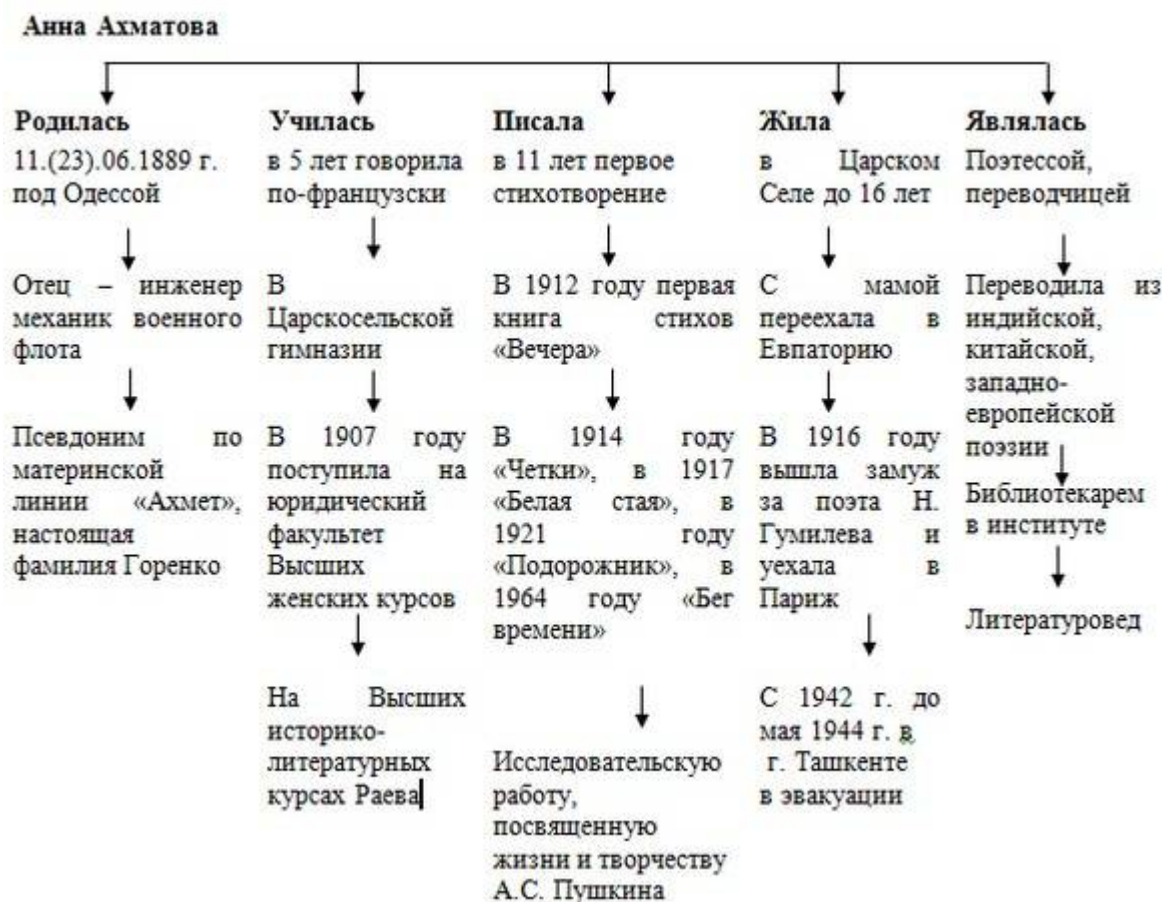 Анна Ахматова
Родилась
11.(23).06.1889 г.
под Одессой
Отец – инженер
механик военного
флота
Псевдоним по
материнской
линии «Ахмет»,
настоящая
фамилия Горенко
Училась
в 5 лет говорила
по-французски
В
Царскосельской
гимназии
В 1907 году
поступила на
юридический
факультет
Высших
женских курсов
На Высших
историко-
литературных
курсах Раева
Писала
в 11 лет первое
стихотворение
В 1912 году первая
книга стихов
«Вечера»
В 1914 году
«Четки», в 1917
«Белая стая», в
1921 году
«Подорожник», в
1964 году «Бег
времени»
Исследовательскую
работу,
посвященную
жизни и творчеству
А.С. Пушкина
Жила
в Царском
Селе до 16 лет
С мамой
переехала в
Евпаторию
В 1916 году
вышла замуж
за поэта Н.
Гумилева и
уехала в
Париж
С 1942 г. до
мая 1944 г. в
г. Ташкенте
в эвакуации
Являлась
Поэтессой,
переводчицей
Переводила из
индийской,
китайской,
западно-
европейской
поэзии
Библиотекарем
в институте
Литературовед